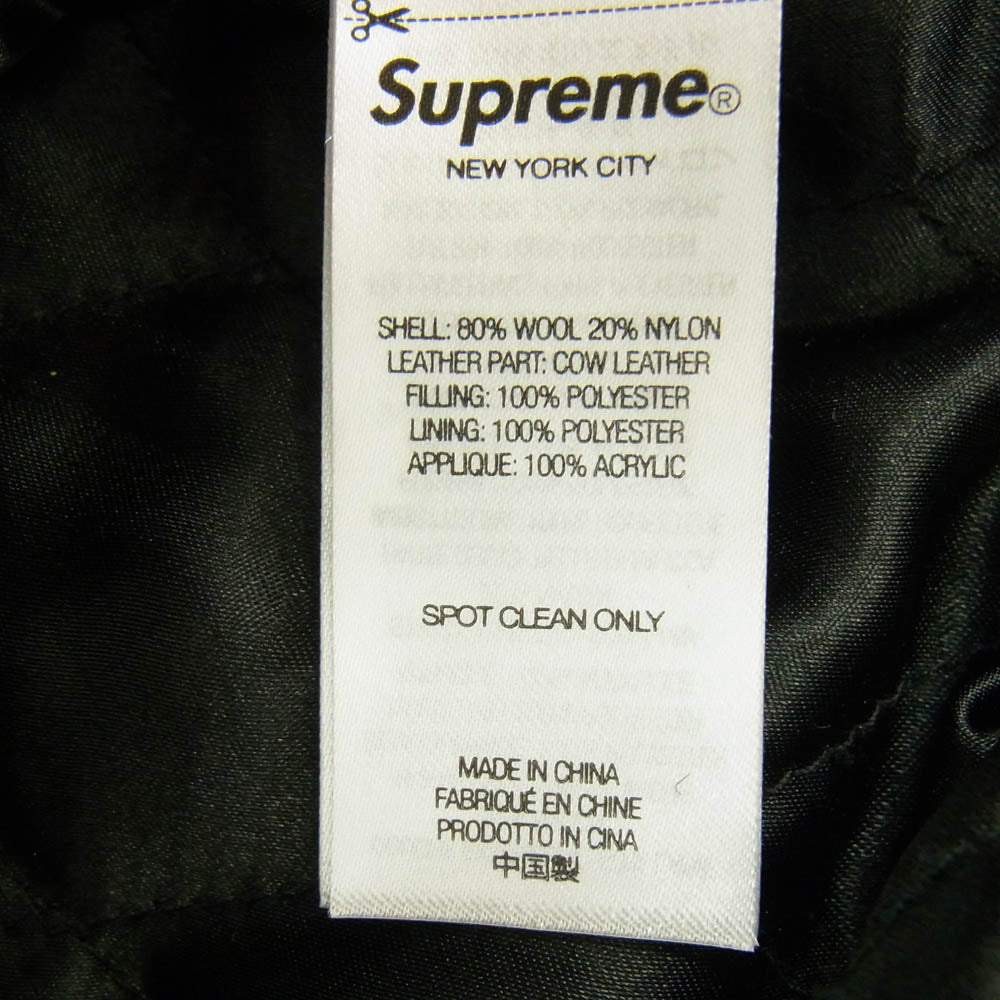 Supreme®
NEW YORK CITY
SHELL: 80% WOOL 20% NYLON
LEATHER PART: COW LEATHER
FILLING: 100% POLYESTER
LINING: 100% POLYESTER
APPLIQUE: 100% ACRYLIC
SPOT CLEAN ONLY
MADE IN CHINA
FABRIQUÉ EN CHINE
PRODOTTO IN CINA
中国製